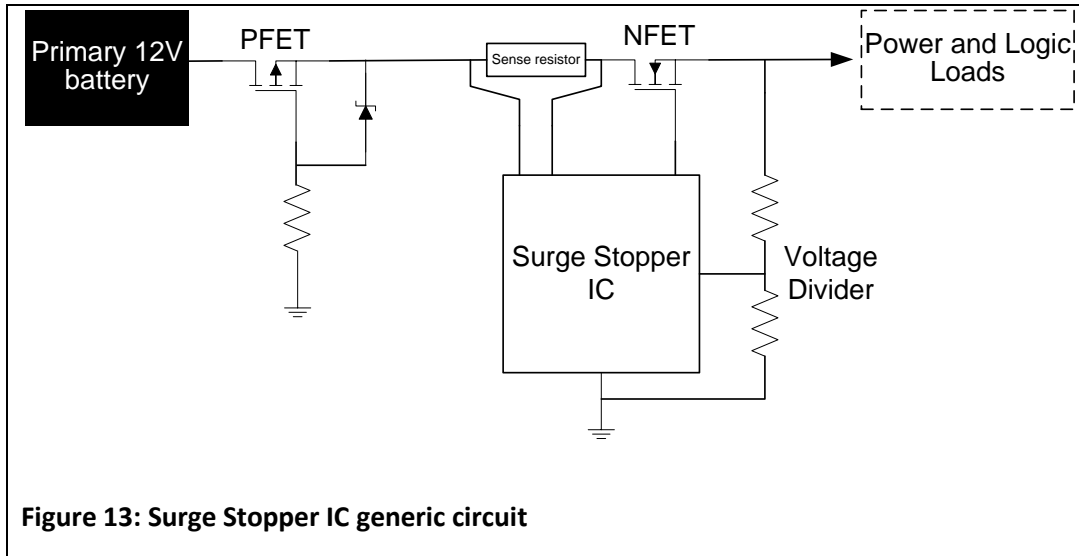 Primary 12V
battery
PFET
Sense resistor
NFET
Power and Logic
Loads
Surge Stopper
IC
Voltage
Divider
Figure 13: Surge Stopper IC generic circuit